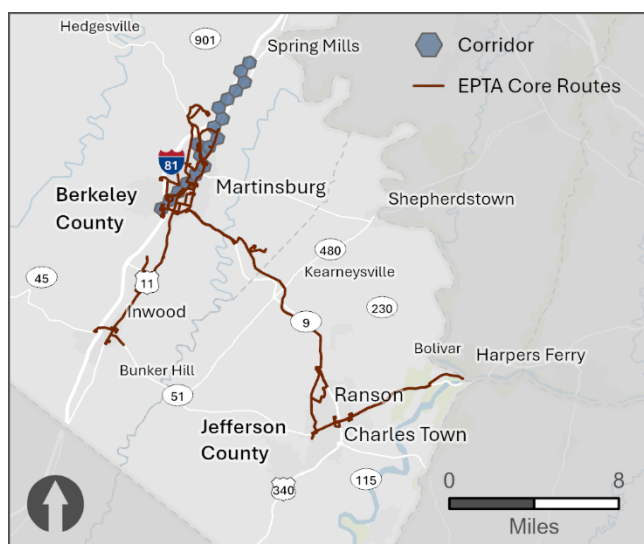 Hedgesville
901
Spring Mills
Corridor
EPTA Core Routes
81
Martinsburg
Berkeley
County
Shepherdstown
480
Kearneysville
45
11
230
9
Inwood
Bolivar
Harpers Ferry
Bunker Hill
51
Ranson
Jefferson
County
Charles Town
340
115
0
8
Miles